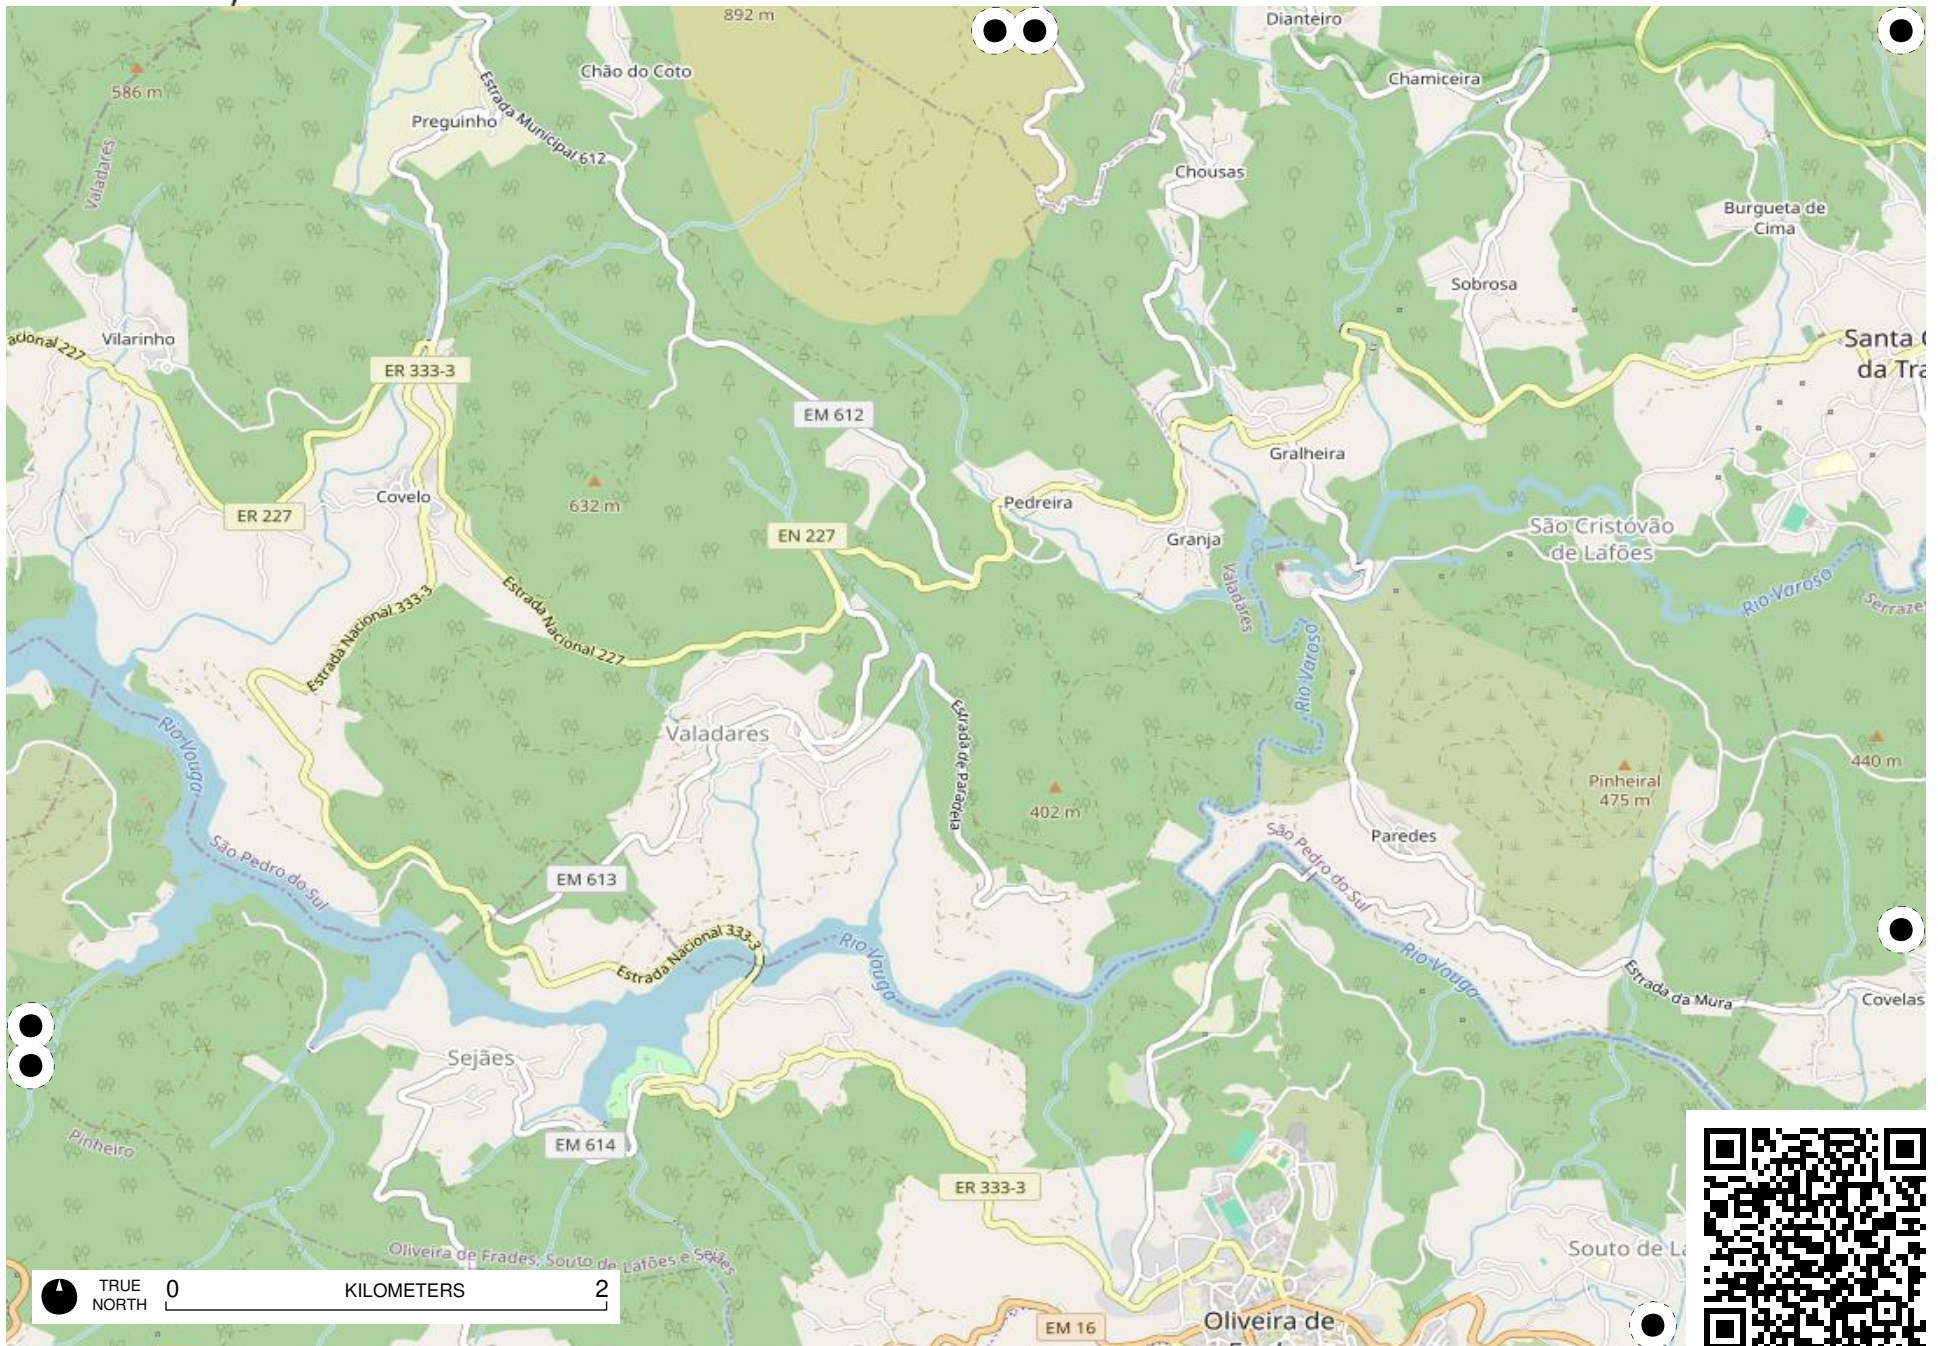 892 m
Dianteiro
Chão do Coto
Chamiceira
586 m
Preguinho
Estrada Municipal 612
Valadares
Chousas
Burgueta de
Cima
Sobrosa
Vilarinho
acional 227
ER 333-3
Santa
da Tra
EM 612
Gralheira
Covelo
632 m
Pedreira
ER 227
EN 227
Granja
São Cristóvão
de Lafões
Valadares
Rio Varoso
Serraze
Estrada Nacional 333-3
Estrada Nacional 227
Rio Varoso
Rio Vouga
Valadares
Estrada de Paradela
440 m
Pinheiral
475 m
402 m
Paredes
São Pedro do Sul
São Pedro do Sul
EM 613
Estrada Nacional 333-3
Rio Vouga
Rio Vouga
Estrada da Mura
Covelas
Sejães
Pinheiro
EM 614
ER 333-3
Oliveira de Frades, Souto de Lafões e Sejães
Souto de La
TRUE
NORTH
0 KILOMETERS 2
EM 16
Oliveira de